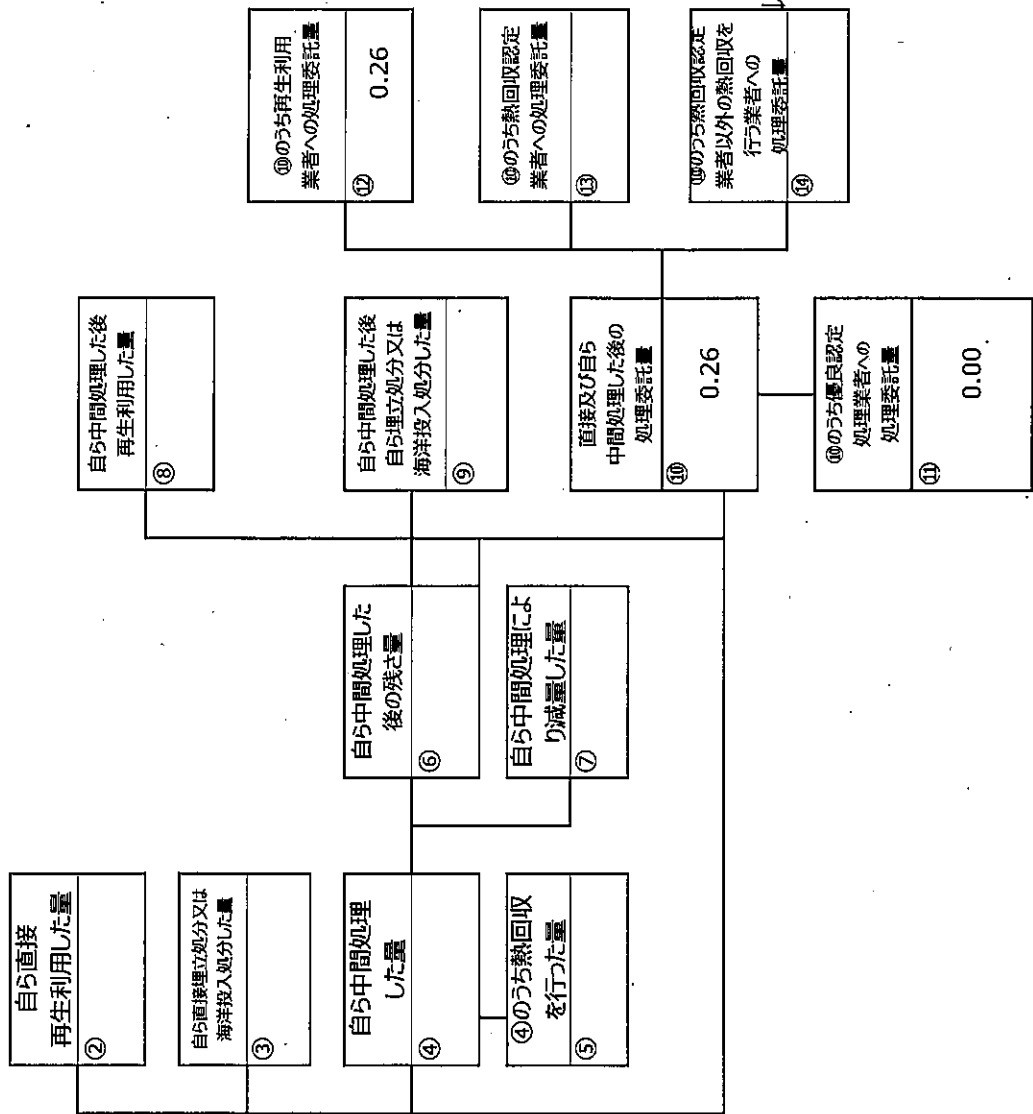 自ら直接
再生利用した量
②
自ら直接埋立処分又は
海洋投入処分した量
③
自ら中間処理
した量
④
④のうち熱回収
を行った量
⑤
自ら中間処理した
後の残さ量
⑥
自ら中間処理によ
り減量した量
⑦
自ら中間処理した後
再生利用した量
⑧
自ら中間処理した後
自ら埋立処分又は
海洋投入処分した量
⑨
直接及び自ら
中間処理した後の
処理委託量
⑩
0.26
⑩のうち優良認定
処理業者への
処理委託量
⑪
0.00
⑩のうち再生利用
業者への処理委託量
⑫
0.26
⑩のうち熱回収認定
業者への処理委託量
⑬
⑩のうち熱回収認定
業者以外の熱回収を
行う業者への
処理委託量
⑭